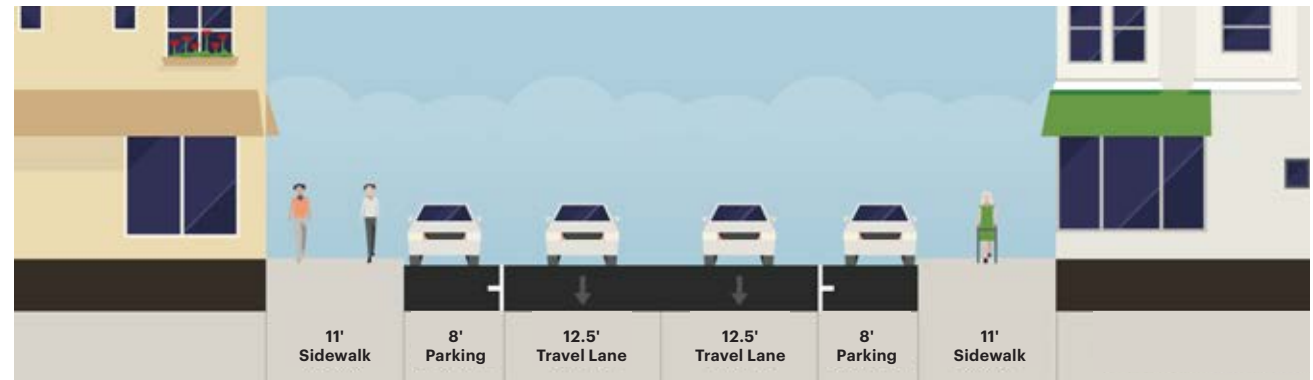 11'
Sidewalk
8'
Parking
12.5'
Travel Lane
12.5'
Travel Lane
8'
Parking
11'
Sidewalk